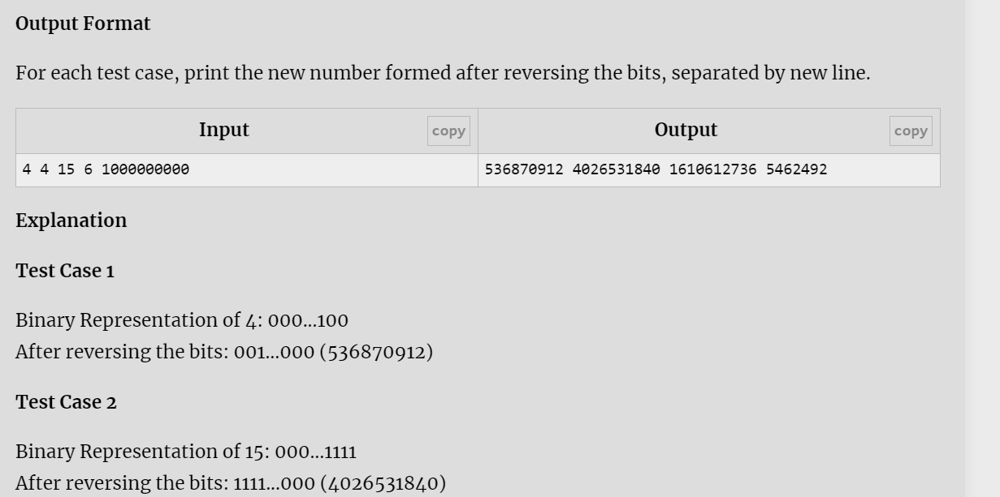 Output Format
For each test case, print the new number formed after reversing the bits, separated by new line.
Input copy Output copy
4 4 15 6 1000000000 536870912 4026531840 1610612736 5462492
Explanation
Test Case 1
Binary Representation of 4: 000...100
After reversing the bits: 001...000 (536870912)
Test Case 2
Binary Representation of 15: 000...1111
After reversing the bits: 1111...000 (4026531840)